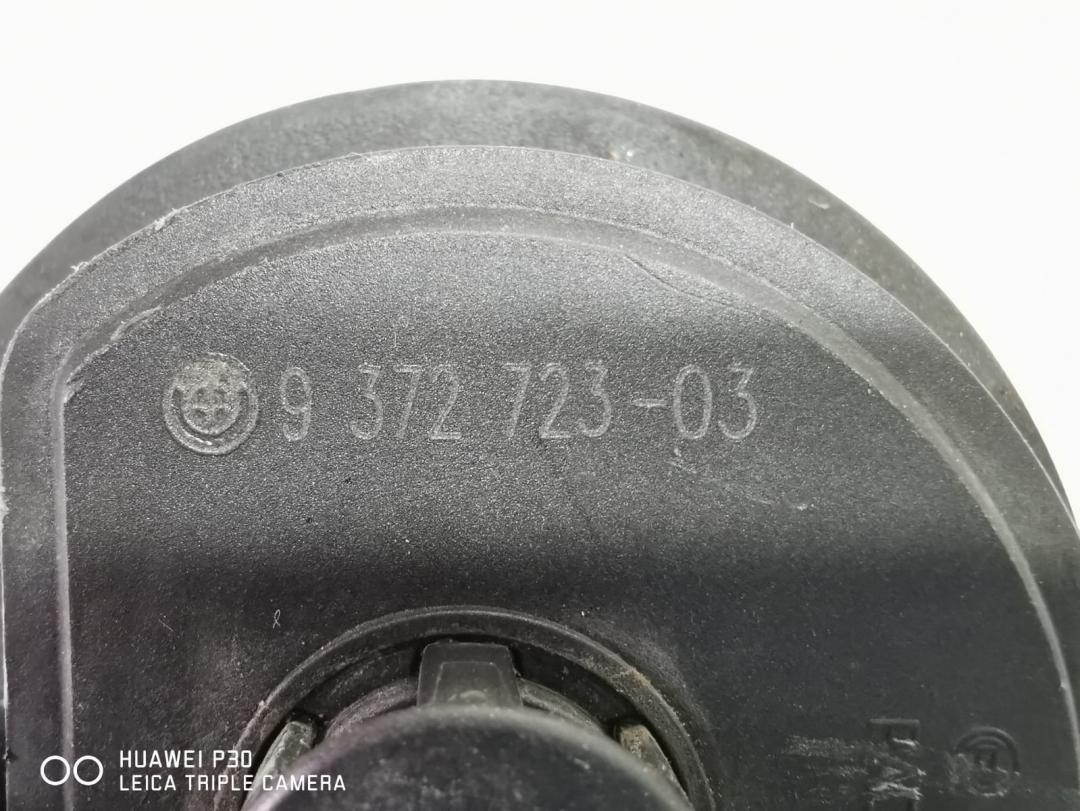 9 372 723-03
HUAWEI P30
LEICA TRIPLE CAMERA